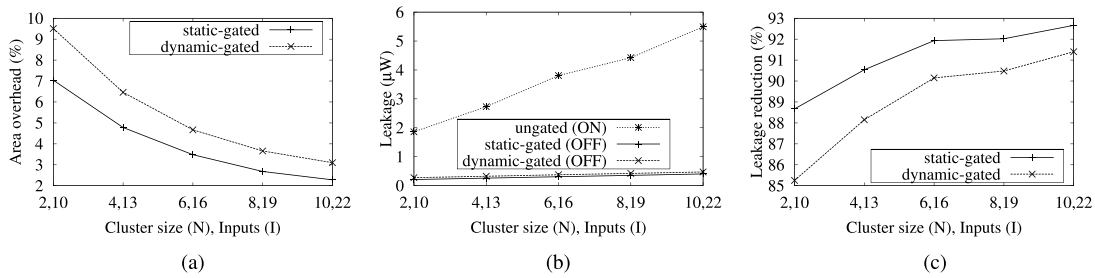 Area overhead (%)
10
9
8
7
6
5
4
3
2
static-gated
dynamic-gated
2,10 4,13 6,16 8,19 10,22
Cluster size (N), Inputs (I)
(a)
Leakage (µW)
6
5
4
3
2
1
0
ungated (ON)
static-gated (OFF)
dynamic-gated (OFF)
2,10 4,13 6,16 8,19 10,22
Cluster size (N), Inputs (I)
(b)
Leakage reduction (%)
93
92
91
90
89
88
87
86
85
static-gated
dynamic-gated
2,10 4,13 6,16 8,19 10,22
Cluster size (N), Inputs (I)
(c)